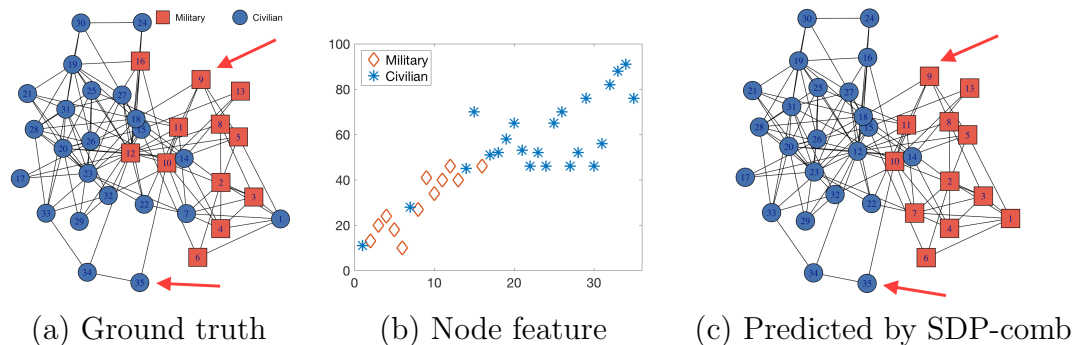 30 24 Military Civilian
16
19
9
21 25 27 13
31
18 8
28 15 11
26 5
20 12
14
10
17 23 2
32 3
22
33 29 7 1
4
6
34
35
(a) Ground truth
100
Military
Civilian
80
60
40
20
0
0 10 20 30
(b) Node feature
30 24
16
19
9
21 25 27 13
31
18 8
28 15 11
26 5
20 12
14
10
17 23 2
32 3
22
33 29 7 1
4
6
34
35
(c) Predicted by SDP-comb